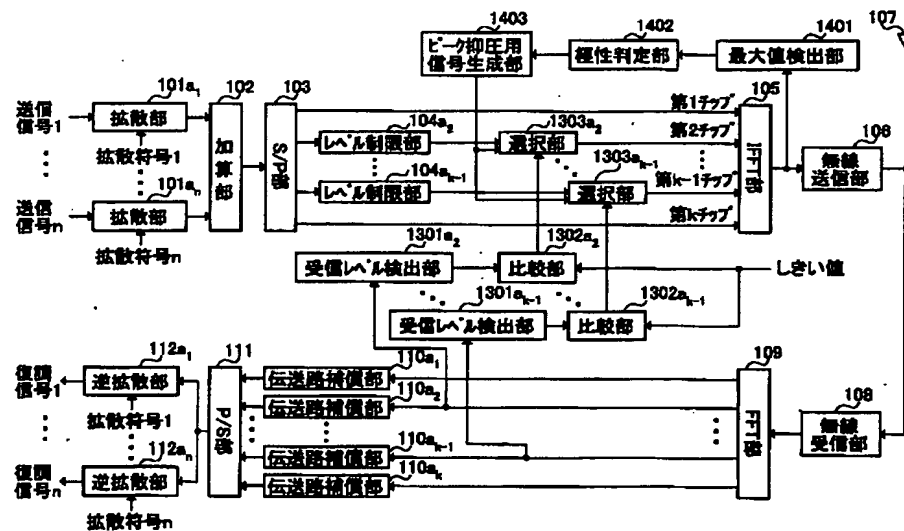 1403
1402
1401
107
ピーク抑圧用
信号生成部
極性判定部
最大値検出部
101a1
102
103
105
送信
信号1
拡散部
加算部
S/P部
第1チップ
IFFT部
106
拡散符号1
104a2
レベル制限部
1303a2
選択部
第2チップ
無線
送信部
101an
104ak-1
レベル制限部
1303ak-1
選択部
第k-1チップ
送信
信号n
拡散部
第kチップ
拡散符号n
1301a2
受信レベル検出部
1302a2
比較部
しきい値
1301ak-1
受信レベル検出部
1302ak-1
比較部
112a1
111
110a1
109
復調
信号1
逆拡散部
P/S部
伝送路補償部
FFT部
108
拡散符号1
110a2
伝送路補償部
無線
受信部
112an
110ak-1
伝送路補償部
復調
信号n
逆拡散部
110ak
伝送路補償部
拡散符号n